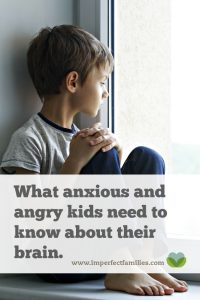 What anxious and
angry kids need to
know about their
brain.
www.imperfectfamilies.com